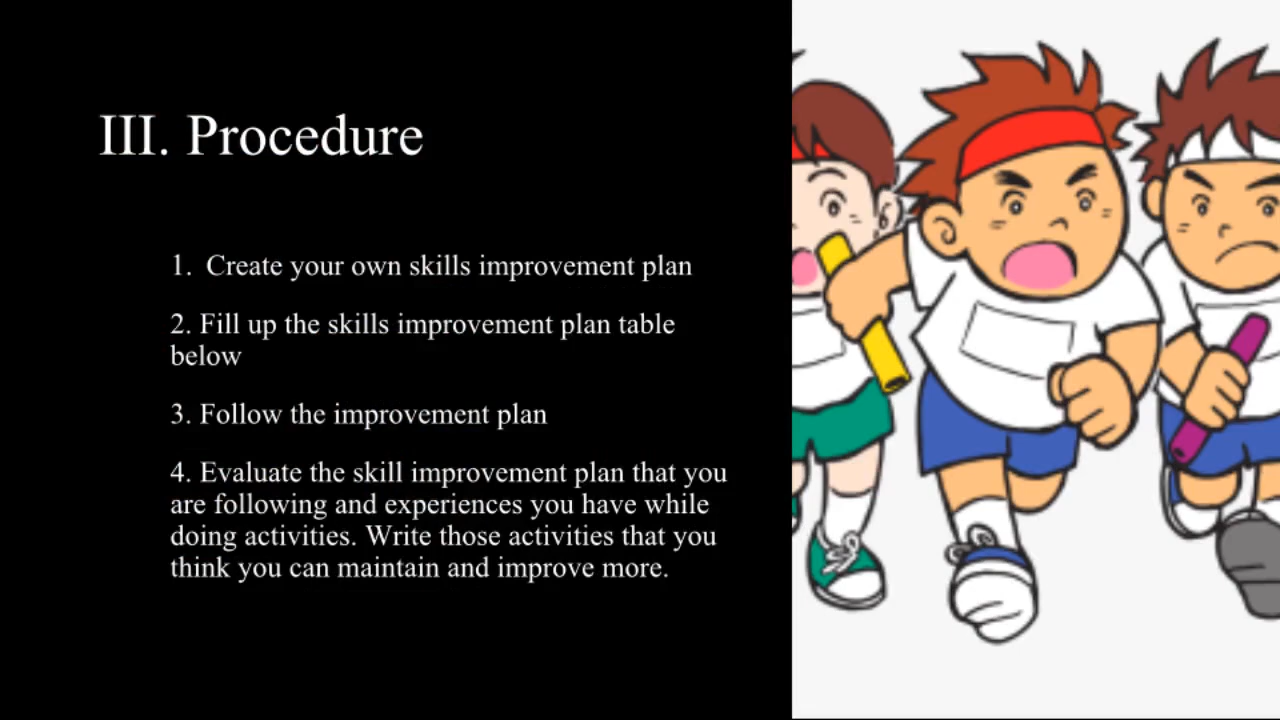 III. Procedure
1.  Create your own skills improvement plan
2. Fill up the skills improvement plan table
below
3. Follow the improvement plan
4. Evaluate the skill improvement plan that you
are following and experiences you have while
doing activities. Write those activities that you
think you can maintain and improve more.